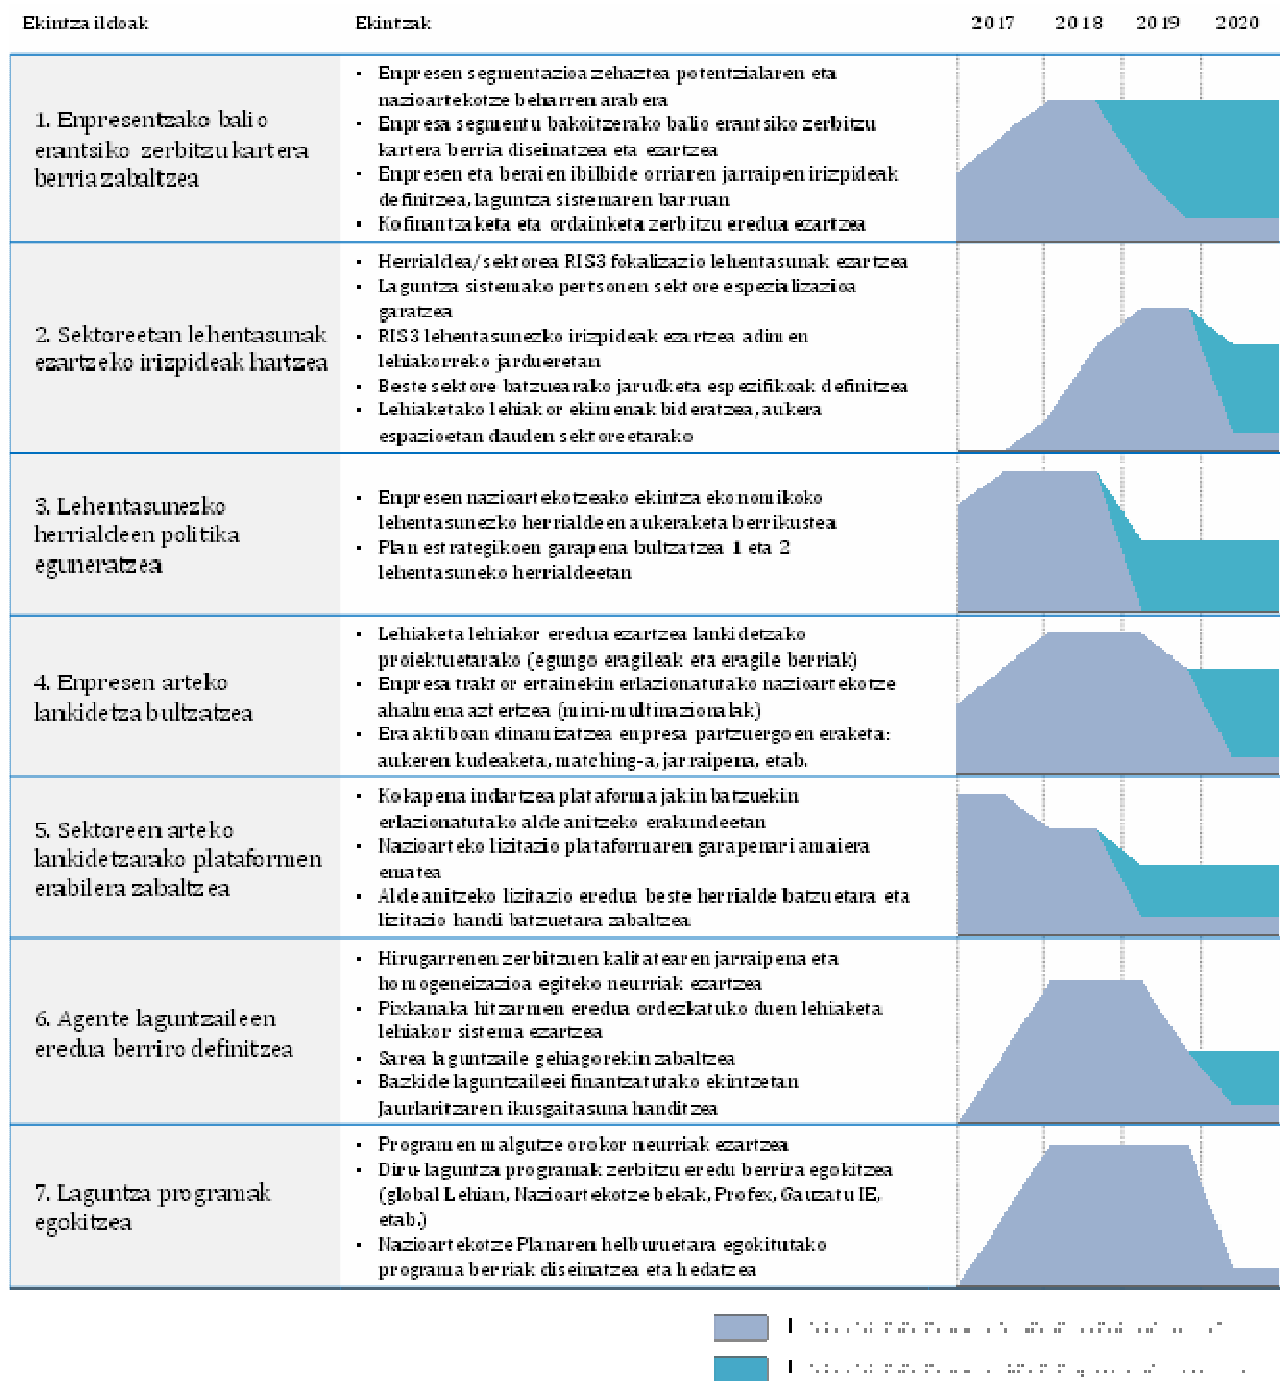 Ekintza ildoak
Ekintzak
2017 2018 2019 2020
1. Enpresentzako balio
erantsiko zerbitzu kartera
berria zabaltzea
▪ Enpresen segmentazioa zehaztea potentzialaren eta
nazioartekotze beharren arabera
▪ Enpresa segmentu bakoitzerako balio erantsiko zerbitzu
kartera berria diseinatzea eta ezartzea
▪ Enpresen eta beraien ibilbide orriaren jarraipen irizpideak
definitzea, laguntza sistemaren barruan
▪ Kofinantzaketa eta ordainketa zerbitzu eredua ezartzea
2. Sektoreetan lehentasunak
ezartzeko irizpideak hartzea
▪ Herrialdea/sektorea RIS3 fokalizazio lehentasunak ezartzea
▪ Laguntza sistemako pertsonen sektore espezializazioa
garatzea
▪ RIS3 lehentasunezko irizpideak ezartzea adimen
lehiakorreko jardueretan
▪ Beste sektore batzuearako jarudketa espezifikoak definitzea
▪ Lehiaketako lehiakor ekimenak bideratzea, aukera
espazioetan dauden sektoreetarako
3. Lehentasunezko
herrialdeen politika
eguneratzea
▪ Enpresen nazioartekotzeako ekintza ekonomikoko
lehentasunezko herrialdeen aukeraketa berrikustea
▪ Plan estrategikoen garapena bultzatzea 1 eta 2
lehentasuneko herrialdeetan
4. Enpresen arteko
lankidetza bultzatzea
▪ Lehiaketa lehiakor eredua ezartzea lankidetzako
proiektuetarako (egungo eragileak eta eragile berriak)
▪ Enpresa traktor ertainekin erlazionatutako nazioartekotze
ahalmena aztertzea (mini-multinazionalak)
▪ Era aktiboan dinamizatzea enpresa partzuergoen eraketa:
aukeren kudeaketa, matching-a, jarraipena, etab.
5. Sektoreen arteko
lankidetzarako plataformen
erabilera zabaltzea
▪ Kokapena indartzea plataforma jakin batzuekin
erlazionatutako alde anitzeko erakundeetan
▪ Nazioarteko lizitazio plataformaren garapenari amaiera
ematea
▪ Alde anitzeko lizitazio eredua beste herrialde batzuetara eta
lizitazio handi batzuetara zabaltzea
6. Agente laguntzaileen
eredua berriro definitzea
▪ Hirugarrenen zerbitzuen kalitatearen jarraipena eta
homogeneizazioa egiteko neurriak ezartzea
▪ Pixkanaka hitzarmen eredua ordezkatuko duen lehiaketa
lehiakor sistema ezartzea
▪ Sarea laguntzaile gehiagorekin zabaltzea
▪ Bazkide laguntzaileei finantzatutako ekintzetan
Jaurlaritzaren ikusgaitasuna handitzea
7. Laguntza programak
egokitzea
▪ Programen malgutze orokor neurriak ezartzea
▪ Diru-laguntza programak zerbitzu eredu berrira egokitzea
(global Lehian, Nazioartekotze bekak, Profex, Gauzatu IE,
etab.)
▪ Nazioartekotze Planaren helburuetara egokitutako
programa berriak diseinatzea eta hedatzea